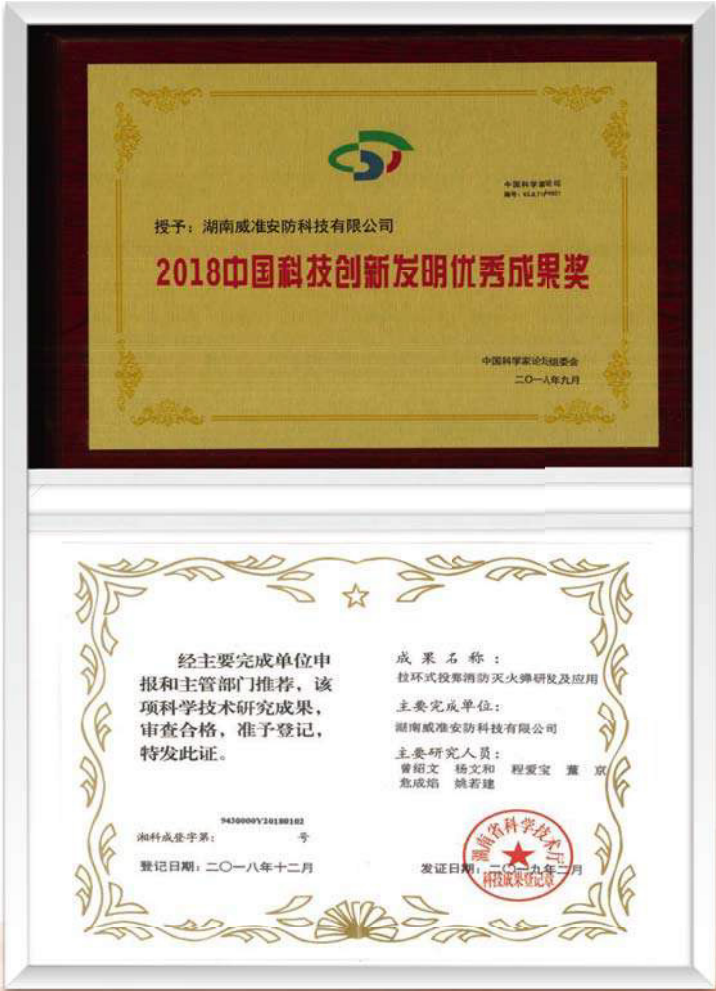 中国科学家论坛
授予：湖南威准安防科技有限公司
2018中国科技创新发明优秀成果奖
中国科学家论坛组委会
二〇一八年九月
经主要完成单位申
报和主管部门推荐，该
项科学技术研究成果，
审查合格，准予登记，
特发此证。
9430000Y20180102
湘科成登字第： 号
登记日期：二〇一八年十二月
成果名称：
拉环式投掷消防灭火弹研发及应用
主要完成单位：
湖南威准安防科技有限公司
主要研究人员：
曾绍文 杨文和 程爱宝 董京
危成焰 姚若建
发证日期：二〇一九年二月
湖南省科学技术厅
科技成果登记章